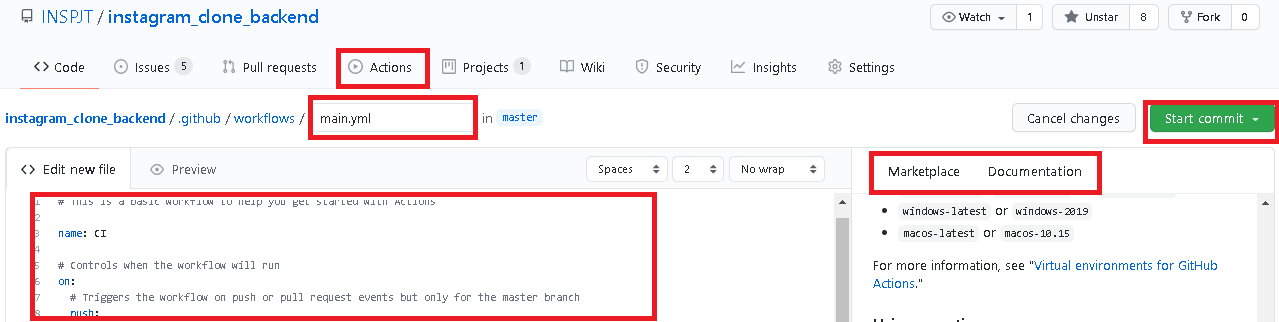 INSPJT / instagram_clone_backend
Watch 1 Unstar 8 Fork 0
Code Issues 5 Pull requests Actions Projects 1 Wiki Security Insights Settings
instagram_clone_backend / .github / workflows / main.yml in master
Cancel changes Start commit
Edit new file Preview Spaces 2 No wrap
Marketplace Documentation
1 # This is a basic workflow to help you get started with Actions
2
3 name: CI
4
5 # Controls when the workflow will run
6 on:
7 # Triggers the workflow on push or pull request events but only for the master branch
8 push:
windows-latest or windows-2019
macos-latest or macos-10.15
For more information, see "Virtual environments for GitHub
Actions."